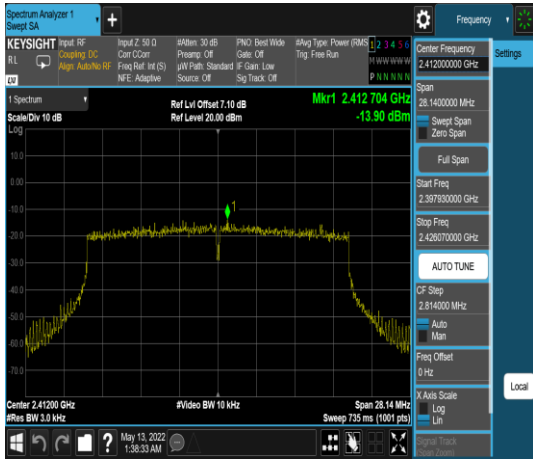 Spectrum Analyzer 1
Swept SA
Frequency
KEYSIGHT
R L
LXI
Input: RF
Coupling: DC
Align: Auto/No RF
Input Z: 50 Ω
Corr CCorr
Freq Ref: Int (S)
NFE: Adaptive
#Atten: 30 dB
Preamp: Off
µW Path: Standard
Source: Off
PNO: Best Wide
Gate: Off
IF Gain: Low
Sig Track: Off
#Avg Type: Power (RMS
Trig: Free Run
1 2 3 4 5 6
M W W W W W
P N N N N N
1 Spectrum
Scale/Div 10 dB
Ref Lvl Offset 7.10 dB
Ref Level 20.00 dBm
Mkr1 2.412 704 GHz
-13.90 dBm
Log
10.0
0.00
-10.0
-20.0
-30.0
-40.0
-50.0
-60.0
-70.0
1
Center 2.41200 GHz
#Res BW 3.0 kHz
#Video BW 10 kHz
Span 28.14 MHz
Sweep 735 ms (1001 pts)
May 13, 2022
1:38:33 AM
Center Frequency
2.412000000 GHz
Settings
Span
28.1400000 MHz
Swept Span
Zero Span
Full Span
Start Freq
2.397930000 GHz
Stop Freq
2.426070000 GHz
AUTO TUNE
CF Step
2.814000 MHz
Auto
Man
Freq Offset
0 Hz
X Axis Scale
Log
Lin
Local
Signal Track
(Span Zoom)